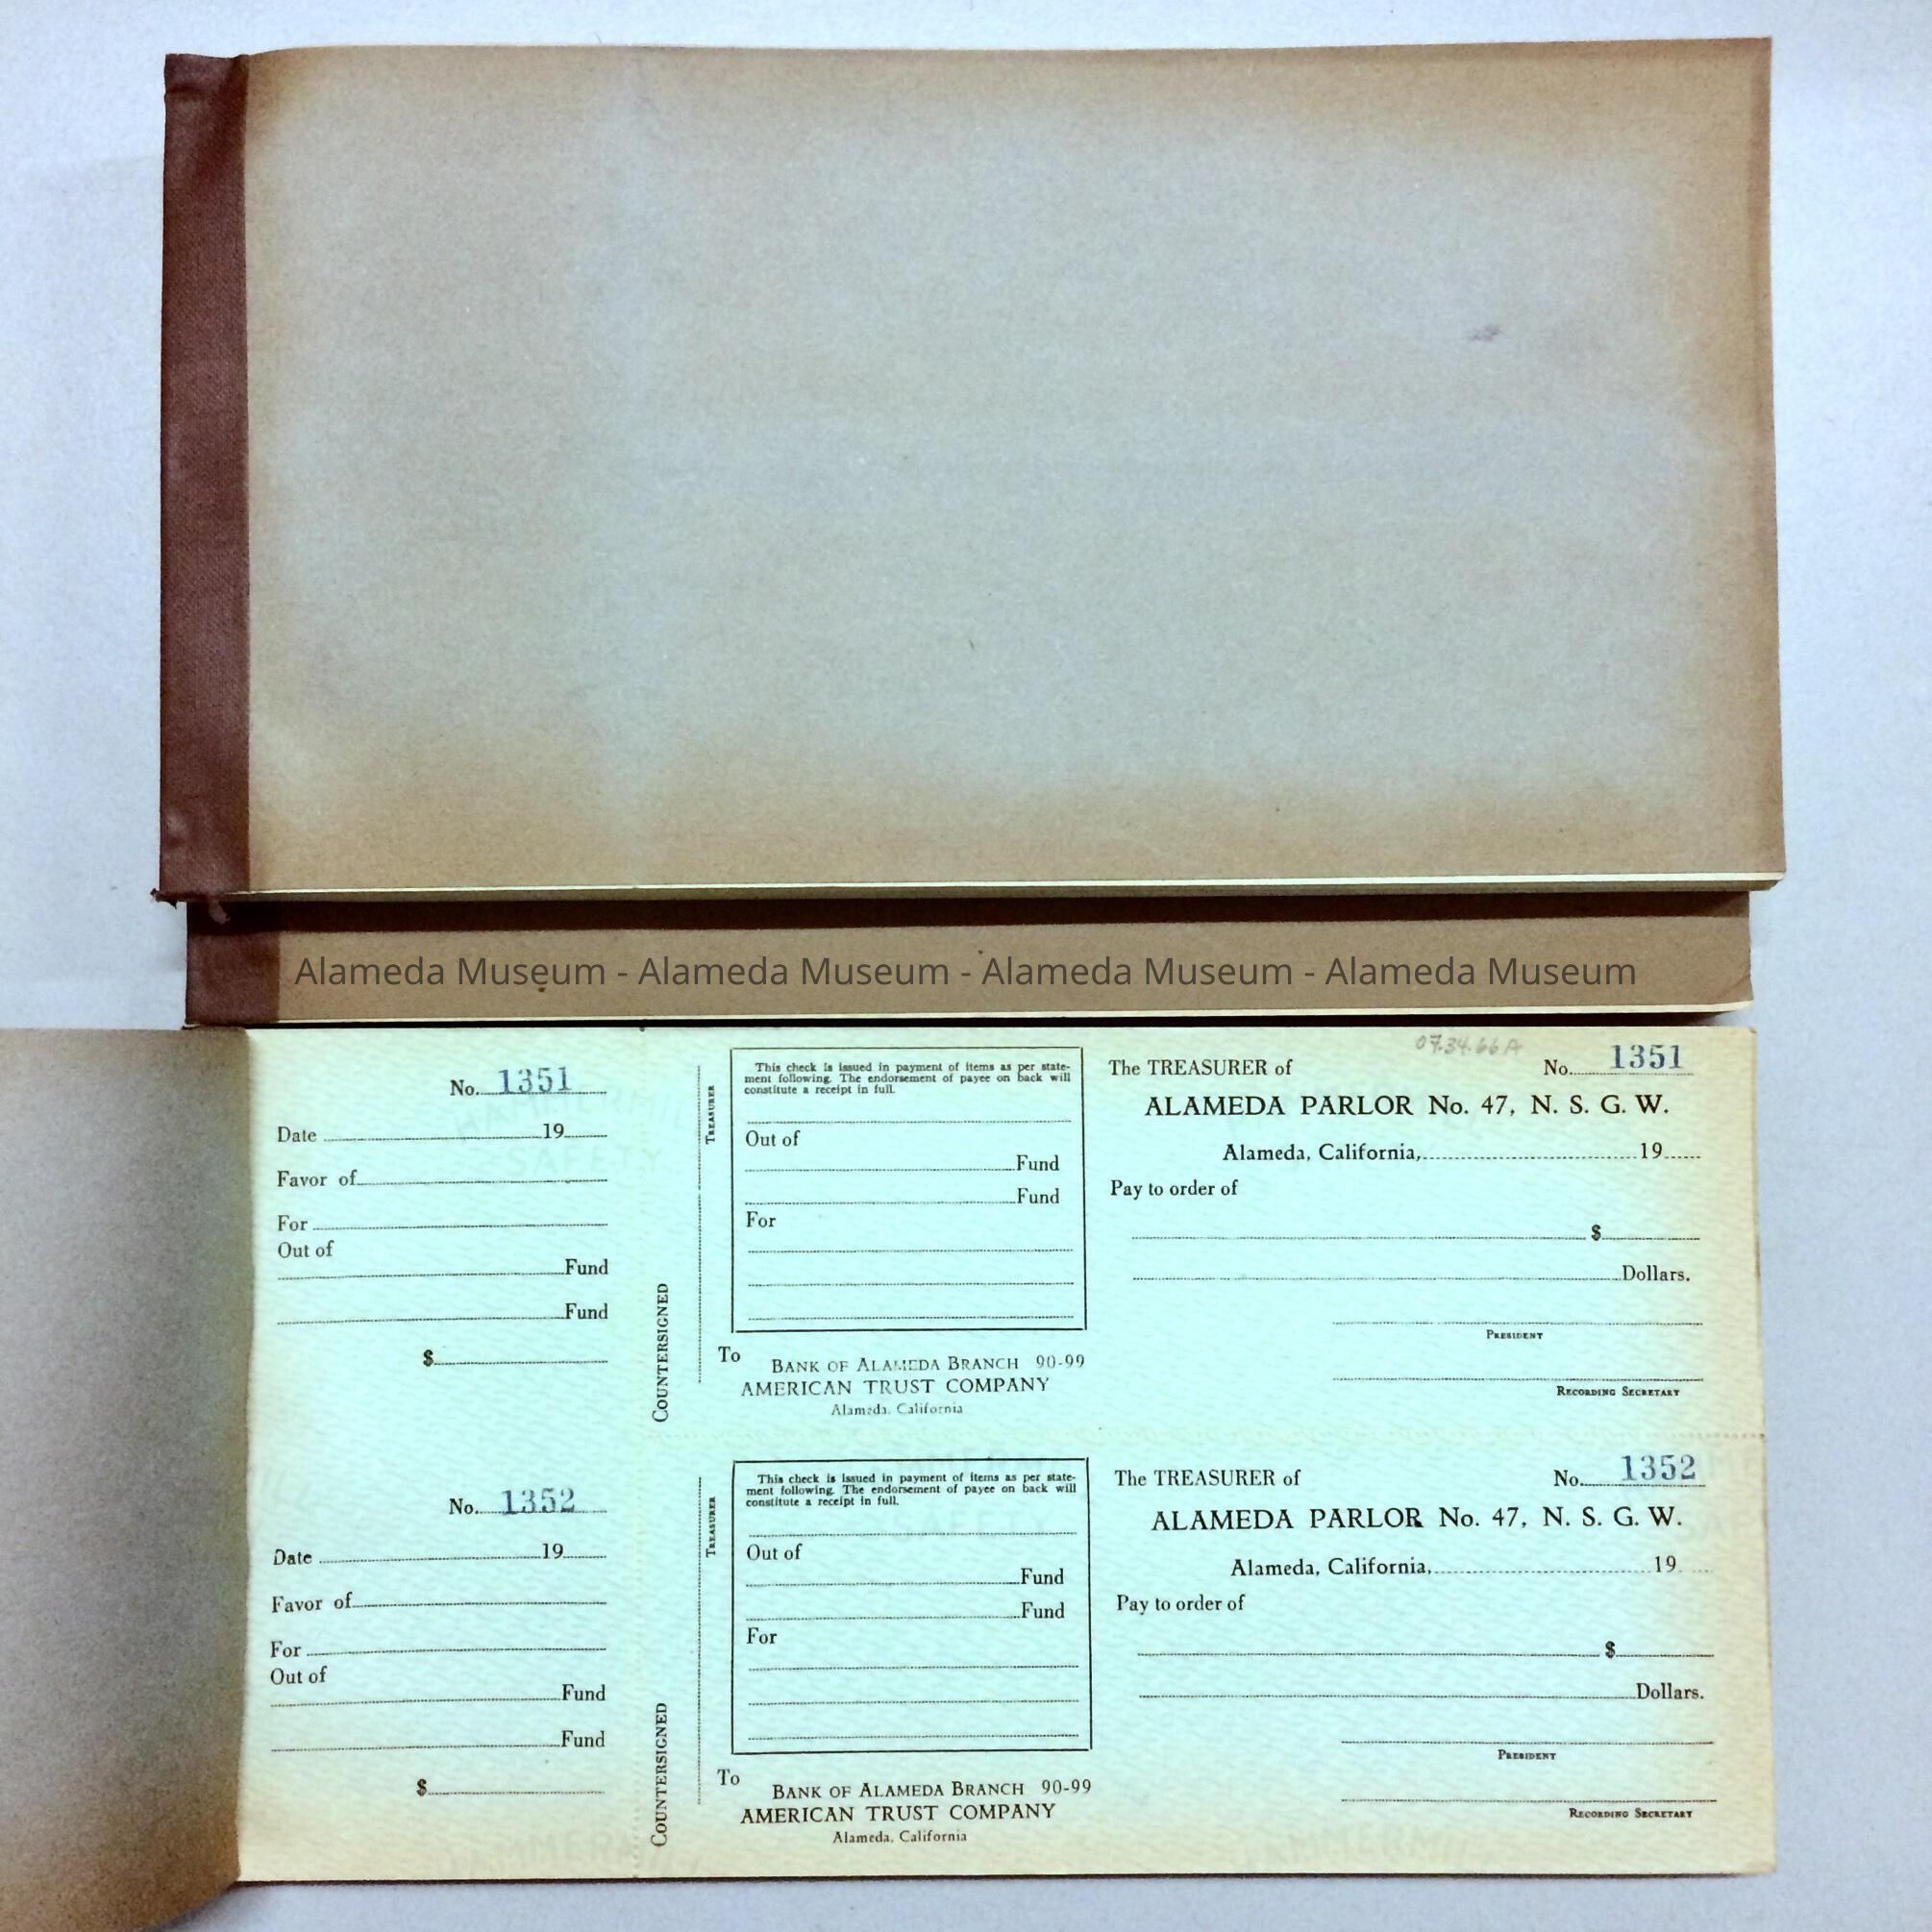 Alameda Museum - Alameda Museum - Alameda Museum - Alameda Museum
07.34.66A
No. 1351
Date 19
Favor of
For
Out of
Fund
Fund
$
COUNTERSIGNED
TREASURER
This check is issued in payment of items as per state-
ment following. The endorsement of payee on back will
constitute a receipt in full.
Out of
Fund
Fund
For
To
BANK OF ALAMEDA BRANCH 90-99
AMERICAN TRUST COMPANY
Alameda, California
The TREASURER of No. 1351
ALAMEDA PARLOR No. 47, N. S. G. W.
Alameda, California, 19
Pay to order of
$
Dollars.
PRESIDENT
RECORDING SECRETARY
No. 1352
Date 19
Favor of
For
Out of
Fund
Fund
$
COUNTERSIGNED
TREASURER
This check is issued in payment of items as per state-
ment following. The endorsement of payee on back will
constitute a receipt in full.
Out of
Fund
Fund
For
To
BANK OF ALAMEDA BRANCH 90-99
AMERICAN TRUST COMPANY
Alameda, California
The TREASURER of No. 1352
ALAMEDA PARLOR No. 47, N. S. G. W.
Alameda, California, 19
Pay to order of
$
Dollars.
PRESIDENT
RECORDING SECRETARY
HAMMERMILL
SAFETY